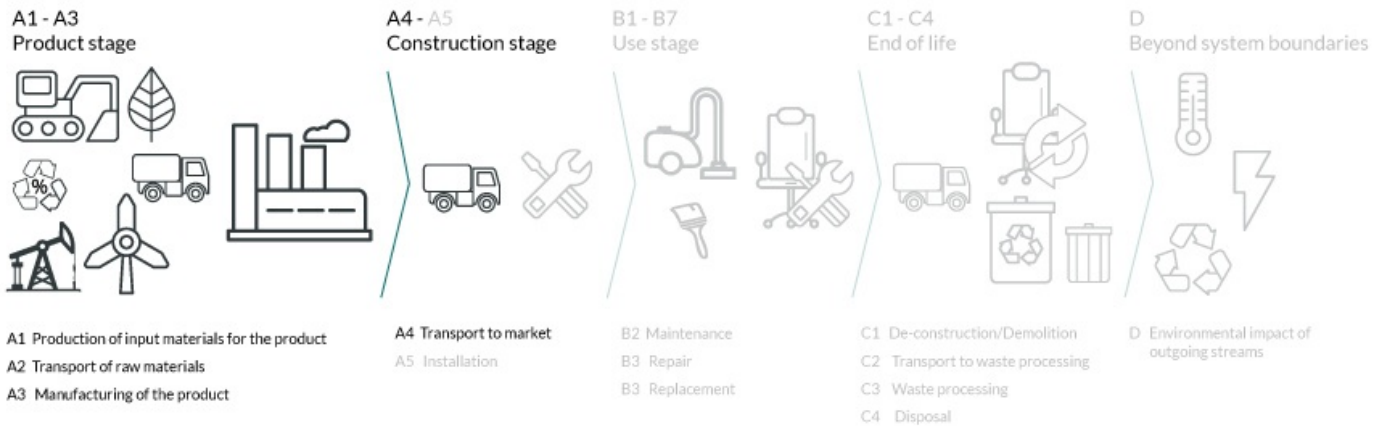 A1 - A3
Product stage
A4 - A5
Construction stage
B1 - B7
Use stage
C1 - C4
End of life
D
Beyond system boundaries
%
A1 Production of input materials for the product
A2 Transport of raw materials
A3 Manufacturing of the product
A4 Transport to market
A5 Installation
B2 Maintenance
B3 Repair
B3 Replacement
C1 De-construction/Demolition
C2 Transport to waste processing
C3 Waste processing
C4 Disposal
D Environmental impact of
outgoing streams